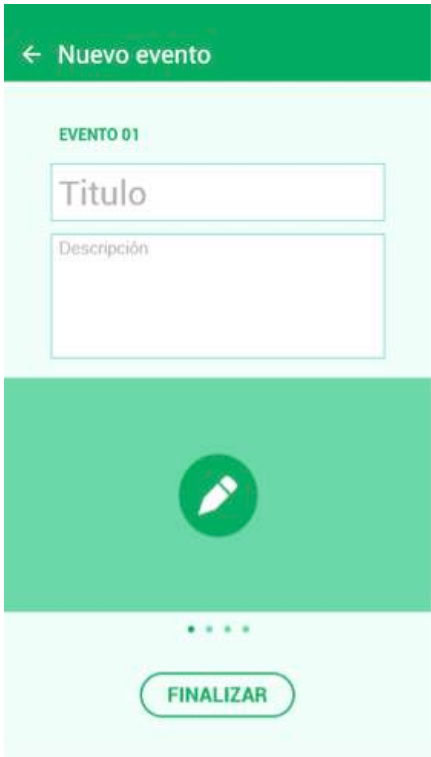 Nuevo evento
EVENTO 01
Titulo
Descripción
FINALIZAR